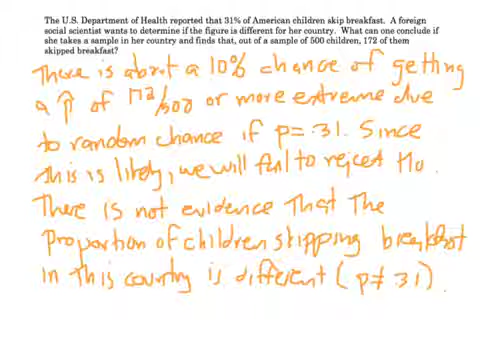 The U.S. Department of Health reported that 31% of American children skip breakfast. A foreign
social scientist wants to determine if the figure is different for her country. What can one conclude if
she takes a sample in her country and finds that, out of a sample of 500 children, 172 of them
skipped breakfast?
There is about a 10% chance of getting
a p̂ of 172/500 or more extreme due
to random chance if p=.31. Since
this is likely, we will fail to reject Ho.
There is not evidence that the
proportion of children skipping breakfast
in this country is different (p≠.31).